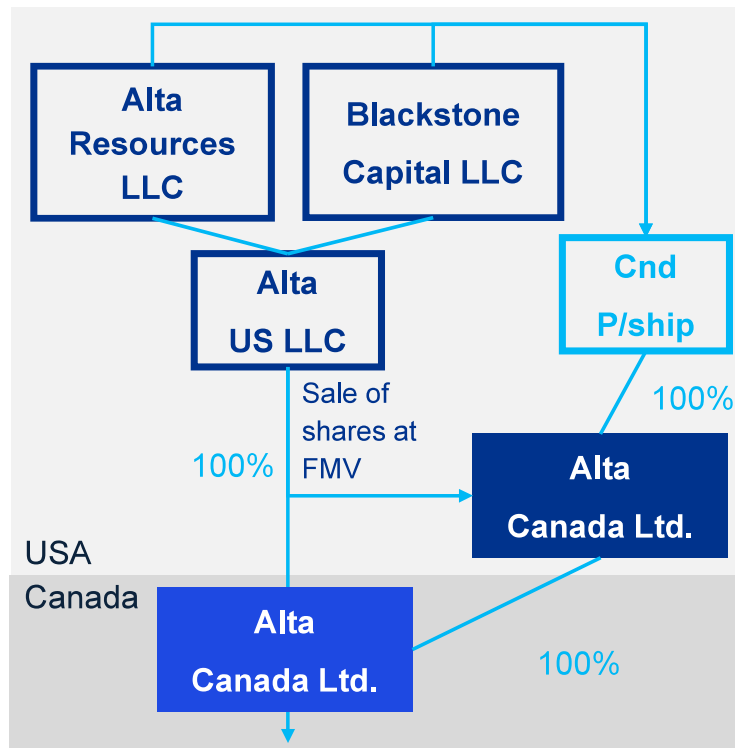 Alta
Resources
LLC
Blackstone
Capital LLC
Alta
US LLC
Cnd
P/ship
100%
Sale of
shares at
FMV
100%
Alta
Canada Ltd.
USA
Canada
Alta
Canada Ltd.
100%